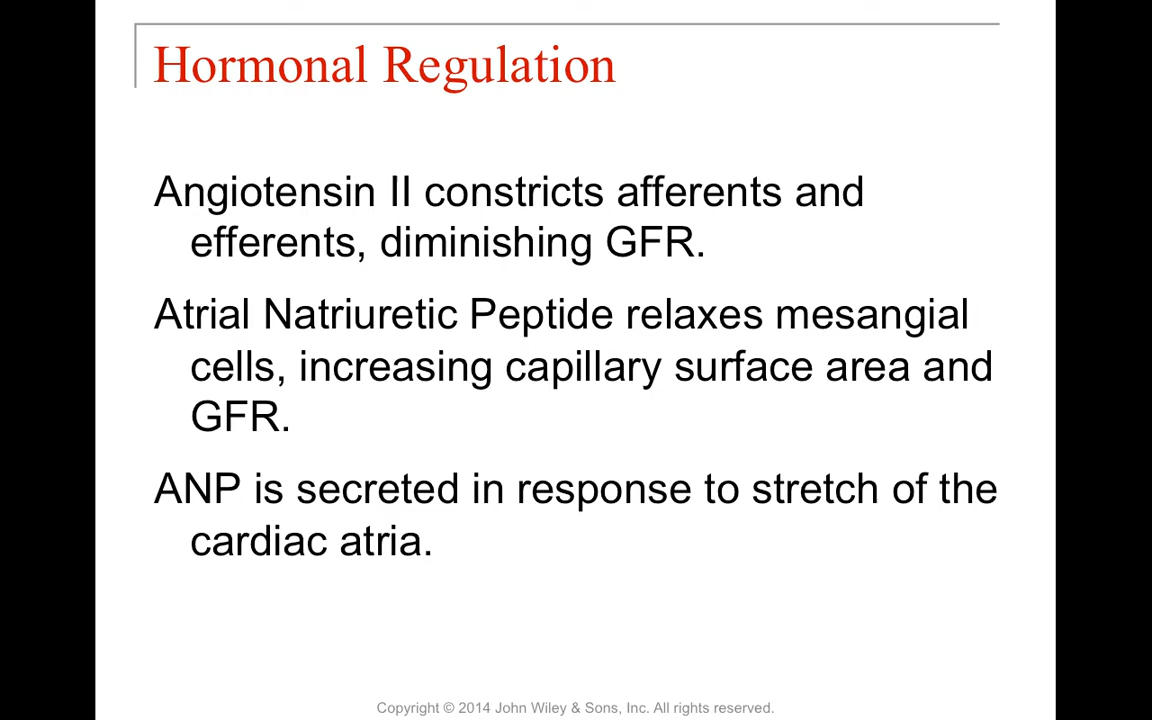 Hormonal Regulation
Angiotensin II constricts afferents and
efferents, diminishing GFR.
Atrial Natriuretic Peptide relaxes mesangial
cells, increasing capillary surface area and
GFR.
ANP is secreted in response to stretch of the
cardiac atria.
Copyright © 2014 John Wiley & Sons, Inc. All rights reserved.